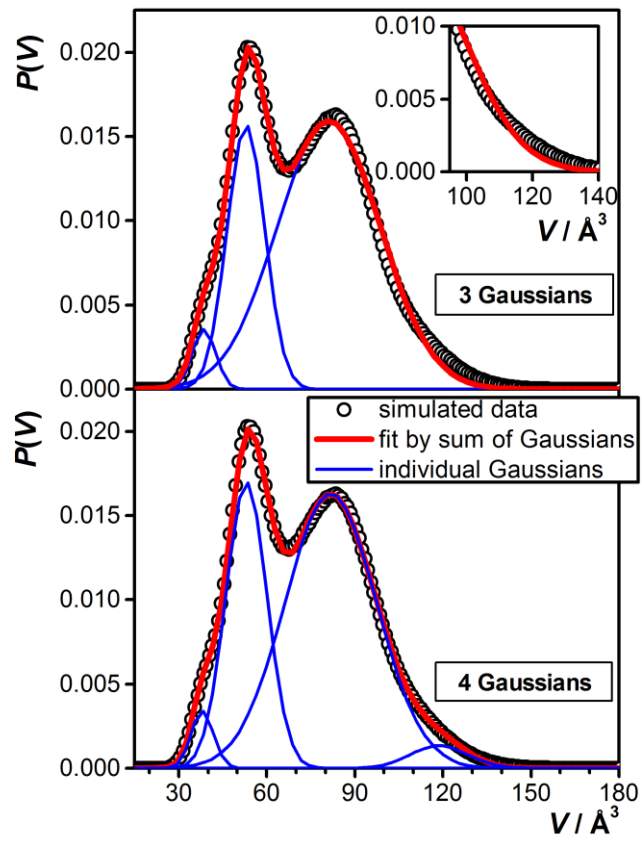 P(V)
0.020
0.015
0.010
0.005
0.000
0.010
0.005
0.000
100 120 140
V / Å³
3 Gaussians
simulated data
fit by sum of Gaussians
individual Gaussians
P(V)
0.020
0.015
0.010
0.005
0.000
4 Gaussians
30 60 90 120 150 180
V / Å³